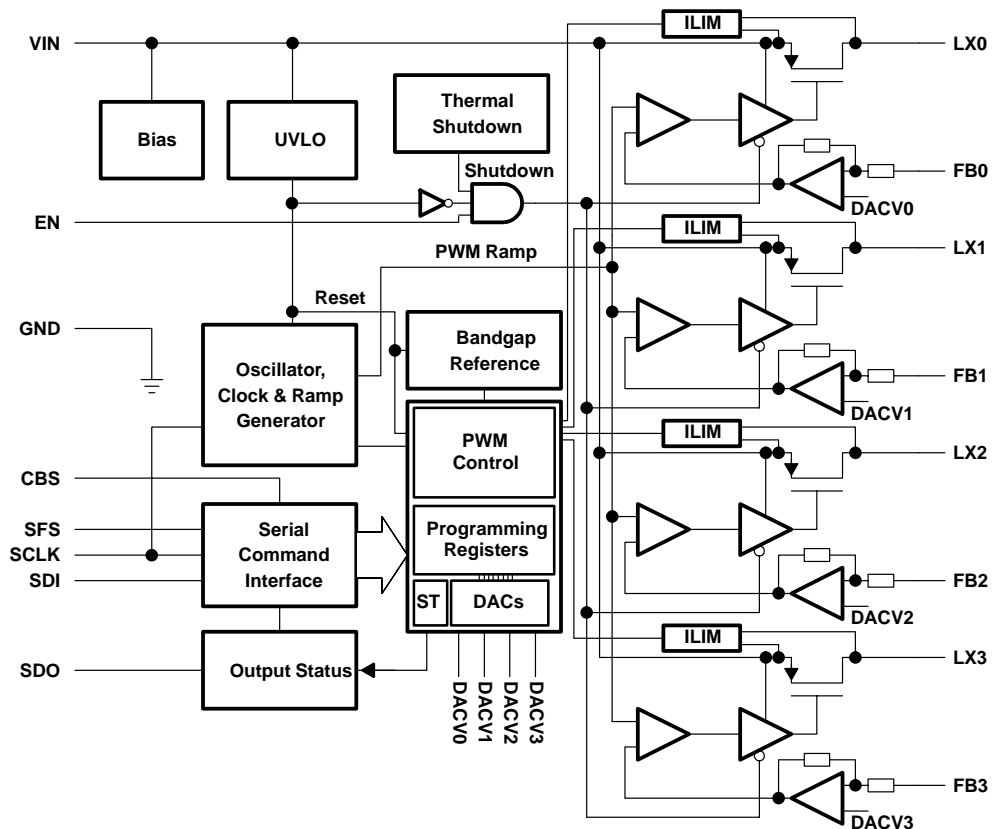 ILIM
VIN
LX0
Thermal
Shutdown
Bias
UVLO
Shutdown
FB0
DACV0
EN
ILIM
LX1
PWM Ramp
Reset
GND
Bandgap
Reference
Oscillator,
Clock & Ramp
Generator
FB1
DACV1
ILIM
PWM
Control
LX2
CBS
SFS
SCLK
SDI
Serial
Command
Interface
Programming
Registers
FB2
ST
DACs
DACV2
ILIM
SDO
Output Status
LX3
DACV0
DACV1
DACV2
DACV3
FB3
DACV3